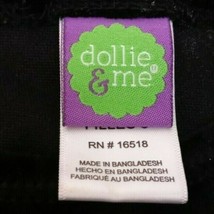 dollie
& me®
RN # 16518
MADE IN BANGLADESH
HECHO EN BANGLADESH
FABRIQUÉ AU BANGLADESH